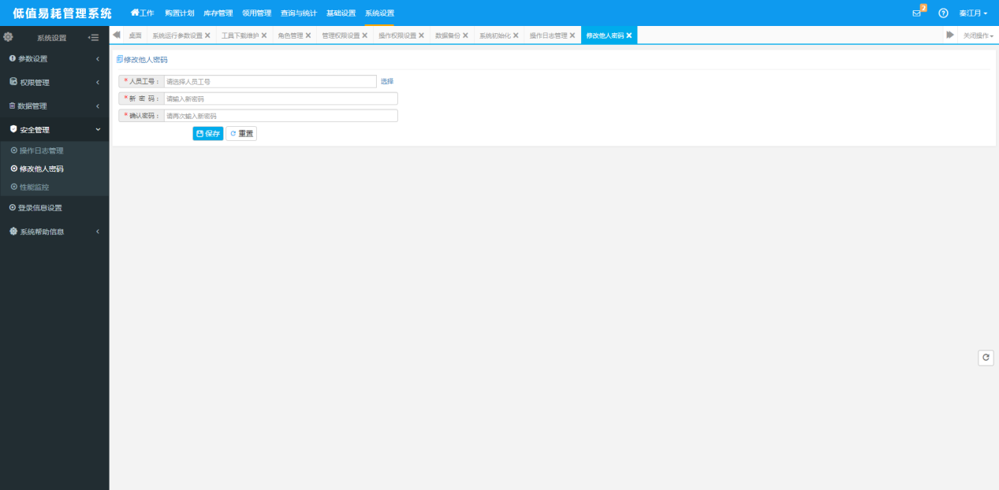 低值易耗管理系统
工作 购置计划 库存管理 领用管理 查询与统计 基础设置 系统设置
2
秦江月
系统设置
桌面 系统运行参数设置 工具下载维护 角色管理 管理权限设置 操作权限设置 数据备份 系统初始化 操作日志管理 修改他人密码
关闭操作
参数设置
权限管理
数据管理
安全管理
操作日志管理
修改他人密码
性能监控
登录信息设置
系统帮助信息
修改他人密码
* 人员工号： 请选择人员工号 选择
* 新 密 码： 请输入新密码
* 确认密码： 请再次输入新密码
保存 重置